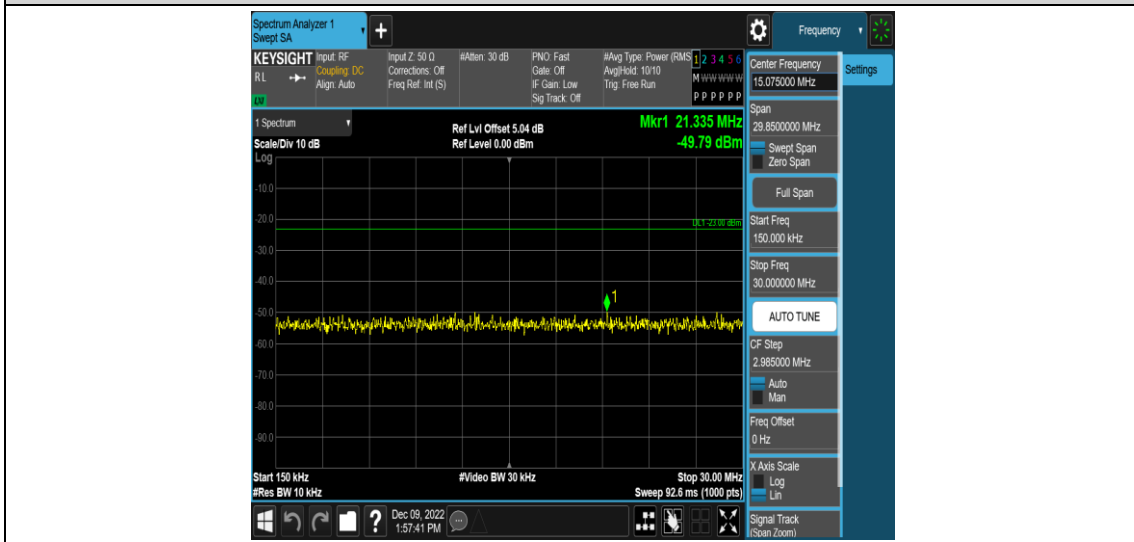 Spectrum Analyzer 1
Swept SA
+
Frequency
KEYSIGHT
RL
LXI
Input: RF
Coupling: DC
Align: Auto
Input Z: 50 Ω
Corrections: Off
Freq Ref: Int (S)
#Atten: 30 dB
PNO: Fast
Gate: Off
IF Gain: Low
Sig Track: Off
#Avg Type: Power (RMS
Avg|Hold: 10/10
Trig: Free Run
1 2 3 4 5 6
M W W W W W
P P P P P P
1 Spectrum
Scale/Div 10 dB
Log
Ref Lvl Offset 5.04 dB
Ref Level 0.00 dBm
Mkr1 21.335 MHz
-49.79 dBm
-10.0
-20.0
DL1 -23.00 dBm
-30.0
-40.0
1
-50.0
-60.0
-70.0
-80.0
-90.0
Start 150 kHz
#Res BW 10 kHz
#Video BW 30 kHz
Stop 30.00 MHz
Sweep 92.6 ms (1000 pts)
?
Dec 09, 2022
1:57:41 PM
Center Frequency
15.075000 MHz
Settings
Span
29.8500000 MHz
Swept Span
Zero Span
Full Span
Start Freq
150.000 kHz
Stop Freq
30.000000 MHz
AUTO TUNE
CF Step
2.985000 MHz
Auto
Man
Freq Offset
0 Hz
X Axis Scale
Log
Lin
Signal Track
(Span Zoom)